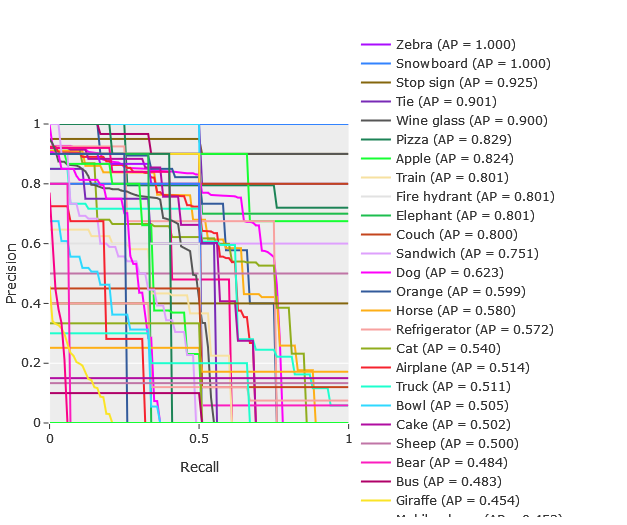 Zebra (AP = 1.000)
Snowboard (AP = 1.000)
Stop sign (AP = 0.925)
Tie (AP = 0.901)
Wine glass (AP = 0.900)
Pizza (AP = 0.829)
Apple (AP = 0.824)
Train (AP = 0.801)
Fire hydrant (AP = 0.801)
Elephant (AP = 0.801)
Couch (AP = 0.800)
Sandwich (AP = 0.751)
Dog (AP = 0.623)
Orange (AP = 0.599)
Horse (AP = 0.580)
Refrigerator (AP = 0.572)
Cat (AP = 0.540)
Airplane (AP = 0.514)
Truck (AP = 0.511)
Bowl (AP = 0.505)
Cake (AP = 0.502)
Sheep (AP = 0.500)
Bear (AP = 0.484)
Bus (AP = 0.483)
Giraffe (AP = 0.454)
1
0.8
0.6
0.4
0.2
0
Precision
0
0.5
1
Recall